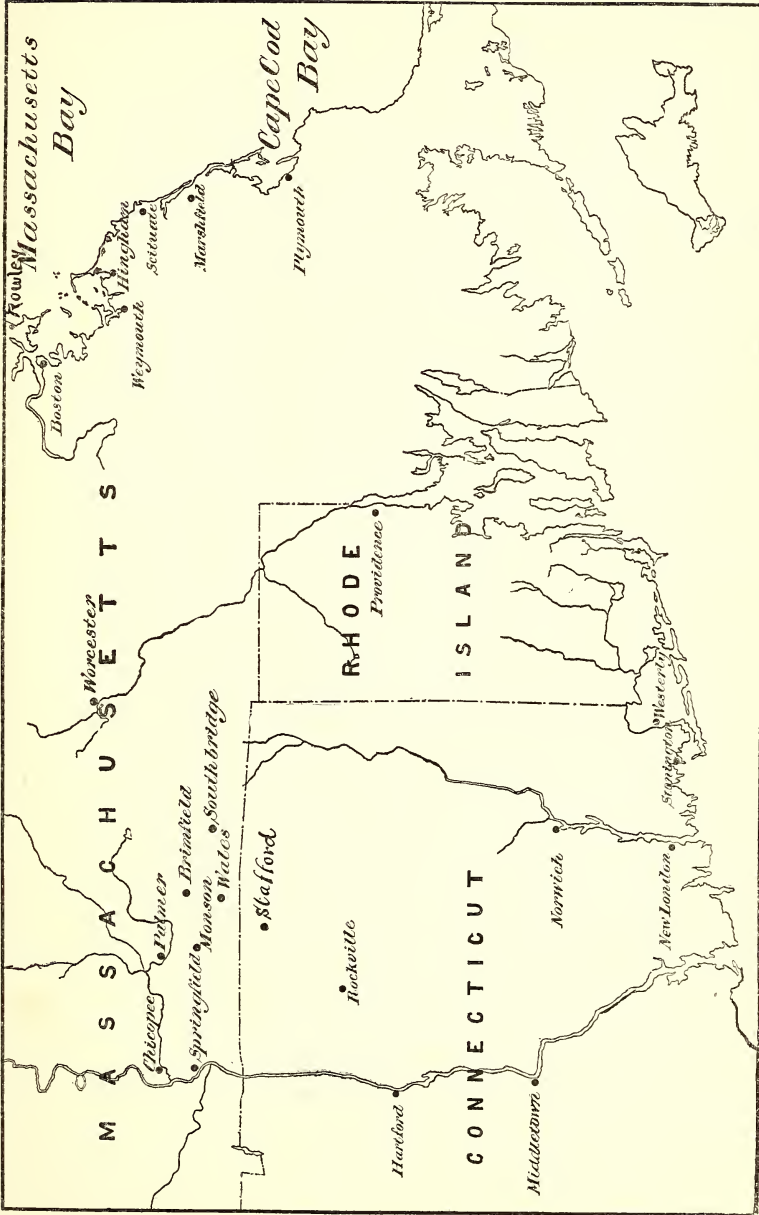 Massachusetts
Bay
Rowley
Boston
Weymouth
Hingham
Scituate
Marshfield
Cape Cod
Bay
Plymouth
MASSACHUSETTS
Worcester
Southbridge
Brimfield
Wales
Monson
Palmer
Chicopee
Springfield
Stafford
Rockville
RHODE
ISLAND
Providence
Westerly
Stonington
CONNECTICUT
Norwich
New London
Hartford
Middletown